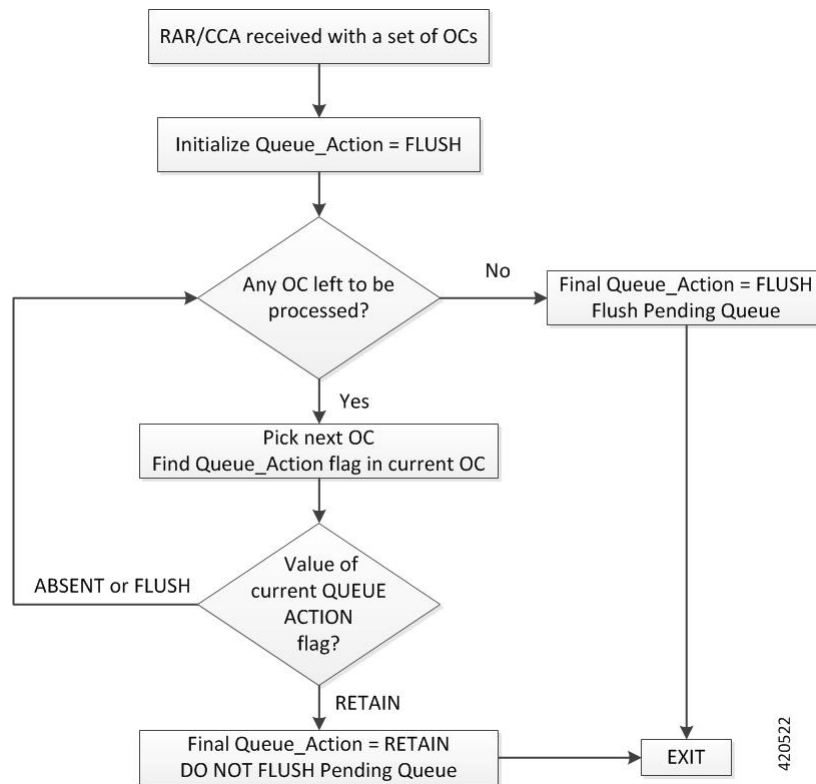 RAR/CCA received with a set of OCs
Initialize Queue_Action = FLUSH
Any OC left to be
processed?
No
Final Queue_Action = FLUSH
Flush Pending Queue
Yes
Pick next OC
Find Queue_Action flag in current OC
ABSENT or FLUSH
Value of
current QUEUE
ACTION
flag?
RETAIN
Final Queue_Action = RETAIN
DO NOT FLUSH Pending Queue
EXIT
420522